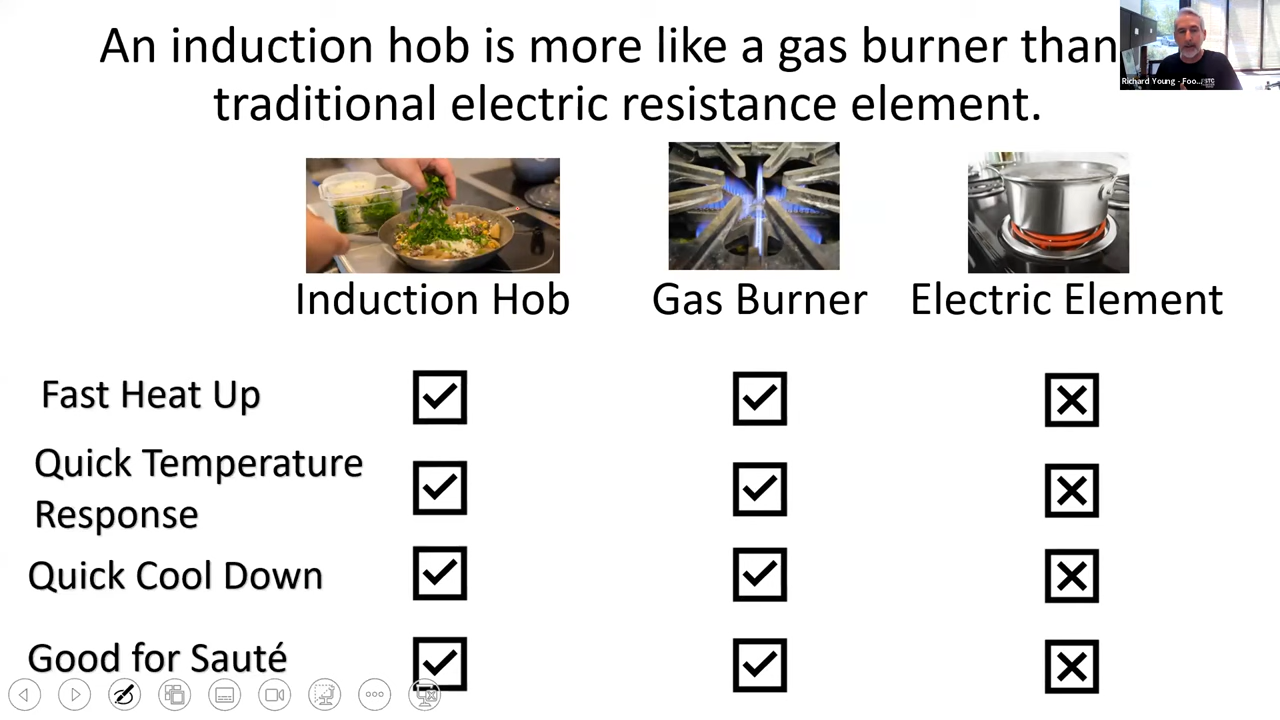 An induction hob is more like a gas burner than
traditional electric resistance element.
Richard Young - Foo...
Induction Hob
Gas Burner
Electric Element
Fast Heat Up
Quick Temperature
Response
Quick Cool Down
Good for Sauté